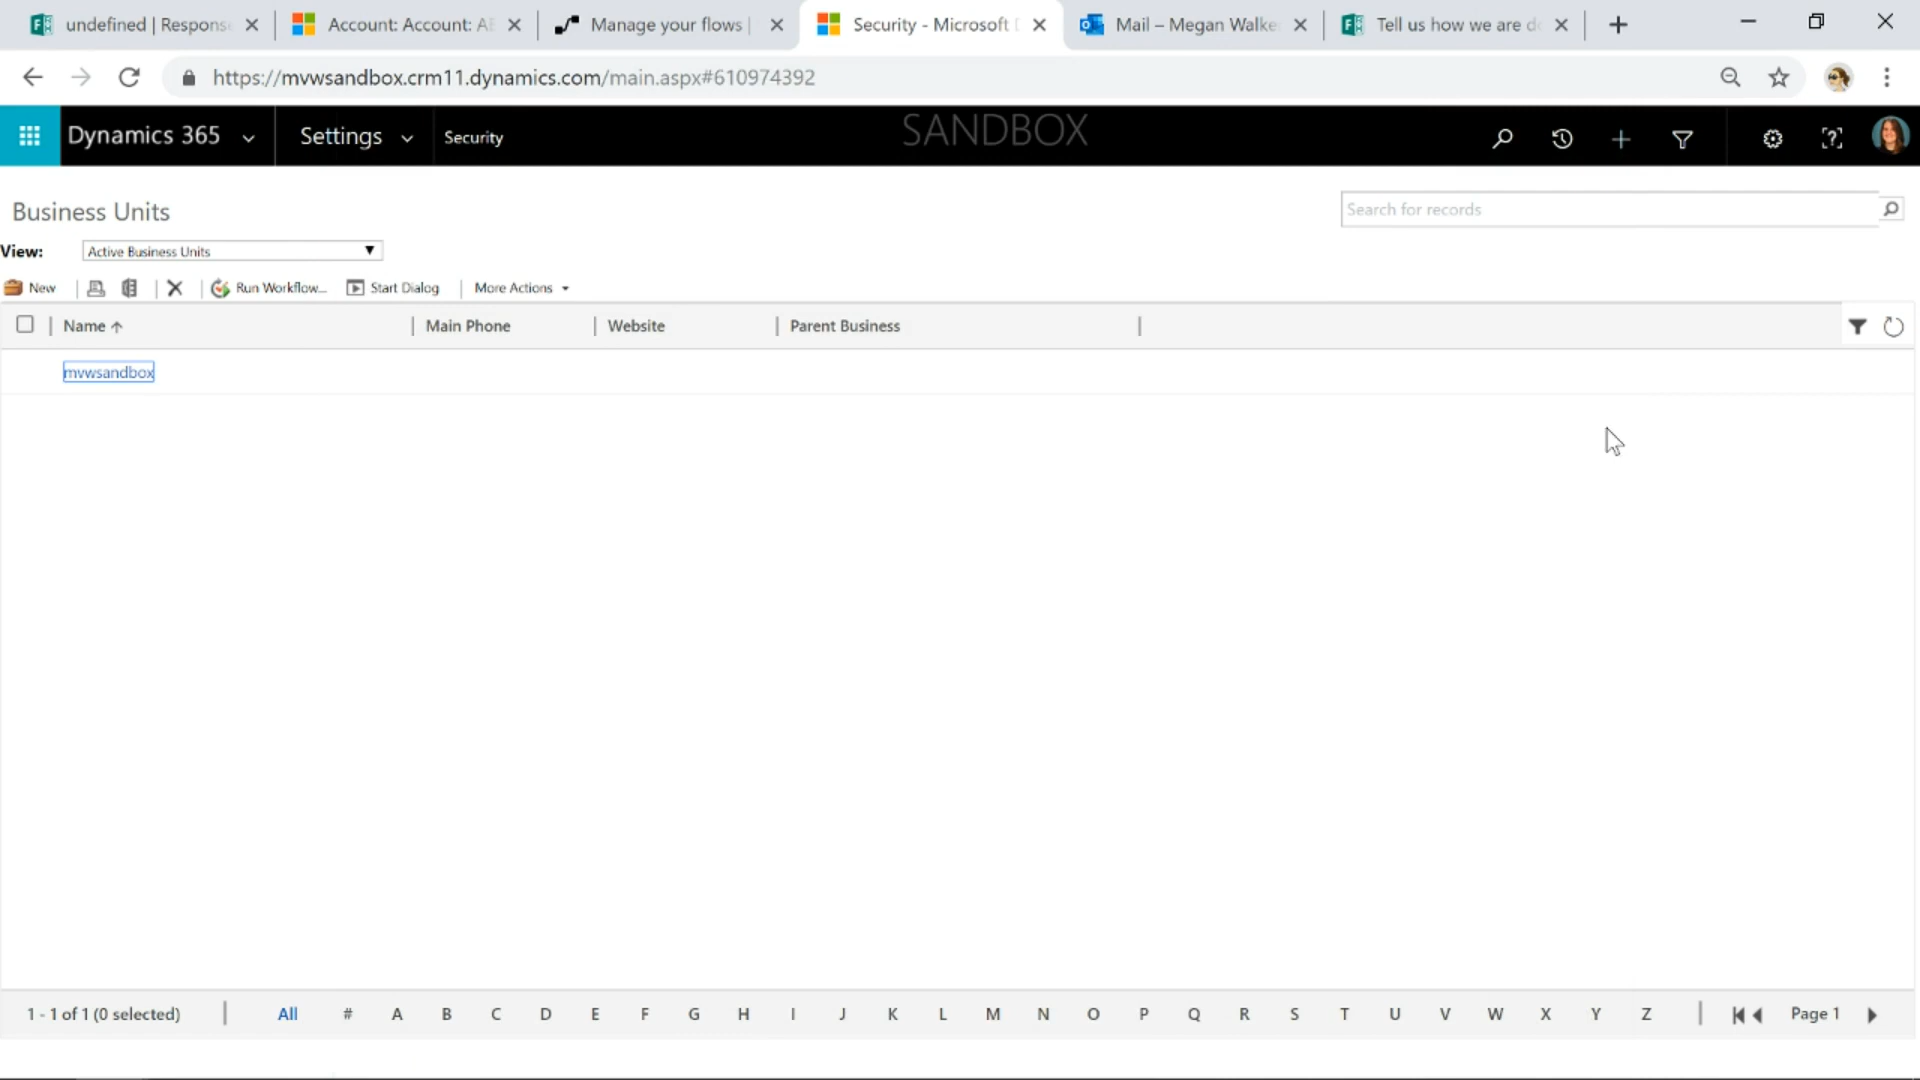 undefined | Respons
Account: Account: A
Manage your flows |
Security - Microsoft
Mail – Megan Walke
Tell us how we are d
https://mvwsandbox.crm11.dynamics.com/main.aspx#610974392
Dynamics 365
Settings
Security
SANDBOX
Business Units
Search for records
View:
Active Business Units
New
Run Workflow...
Start Dialog
More Actions
Name
Main Phone
Website
Parent Business
mvwsandbox
1 - 1 of 1 (0 selected)
All # A B C D E F G H I J K L M N O P Q R S T U V W X Y Z
Page 1